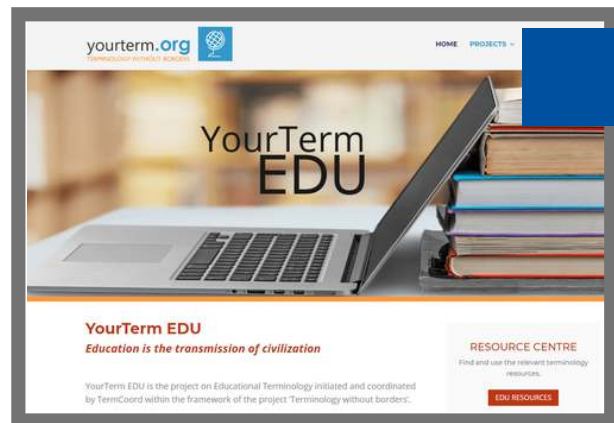 yourterm.org
TERMINOLOGY WITHOUT BORDERS
HOME PROJECTS
YourTerm
EDU
YourTerm EDU
Education is the transmission of civilization
YourTerm EDU is the project on Educational Terminology initiated and coordinated
by TermCoord within the framework of the project 'Terminology without borders'.
RESOURCE CENTRE
Find and use the relevant terminology
resources.
EDU RESOURCES